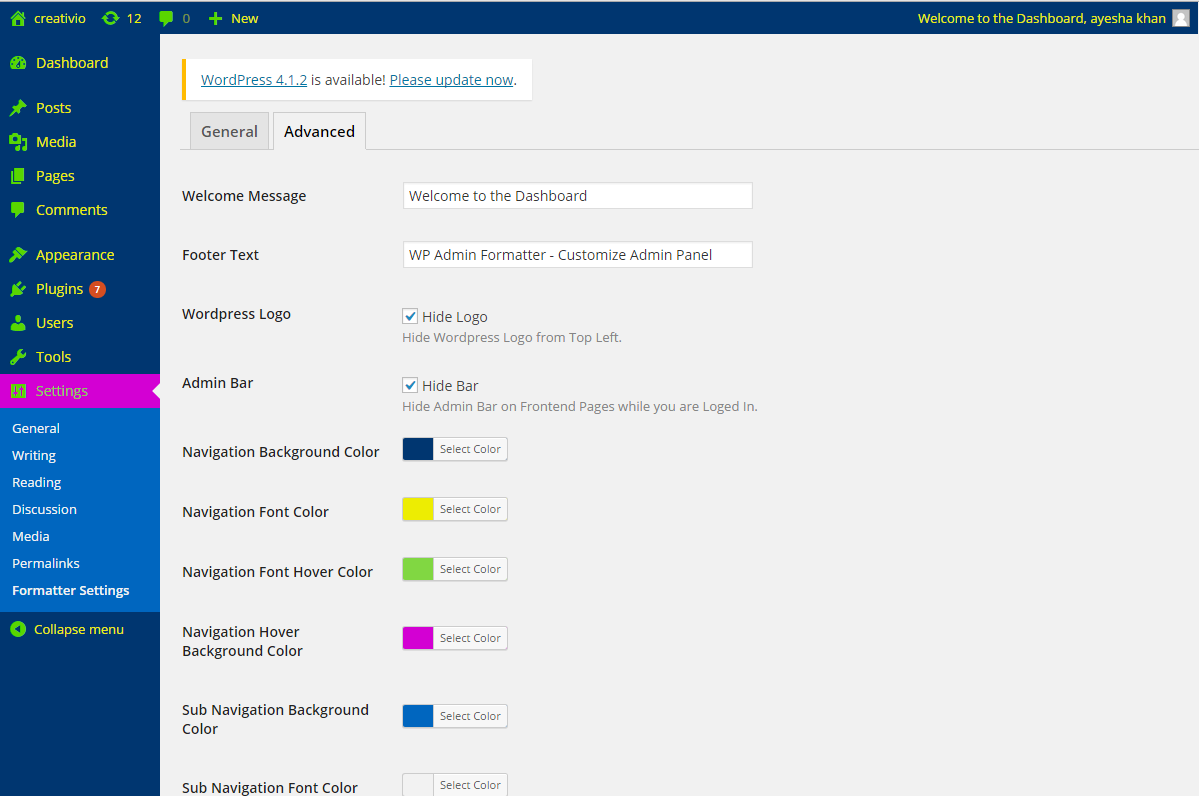 creativio 12 0 New Welcome to the Dashboard, ayesha khan
Dashboard
Posts
Media
Pages
Comments
Appearance
Plugins 7
Users
Tools
Settings
General
Writing
Reading
Discussion
Media
Permalinks
Formatter Settings
Collapse menu
WordPress 4.1.2 is available! Please update now.
General Advanced
Welcome Message Welcome to the Dashboard
Footer Text WP Admin Formatter - Customize Admin Panel
Wordpress Logo Hide Logo
Hide Wordpress Logo from Top Left.
Admin Bar Hide Bar
Hide Admin Bar on Frontend Pages while you are Loged In.
Navigation Background Color Select Color
Navigation Font Color Select Color
Navigation Font Hover Color Select Color
Navigation Hover
Background Color Select Color
Sub Navigation Background
Color Select Color
Sub Navigation Font Color Select Color